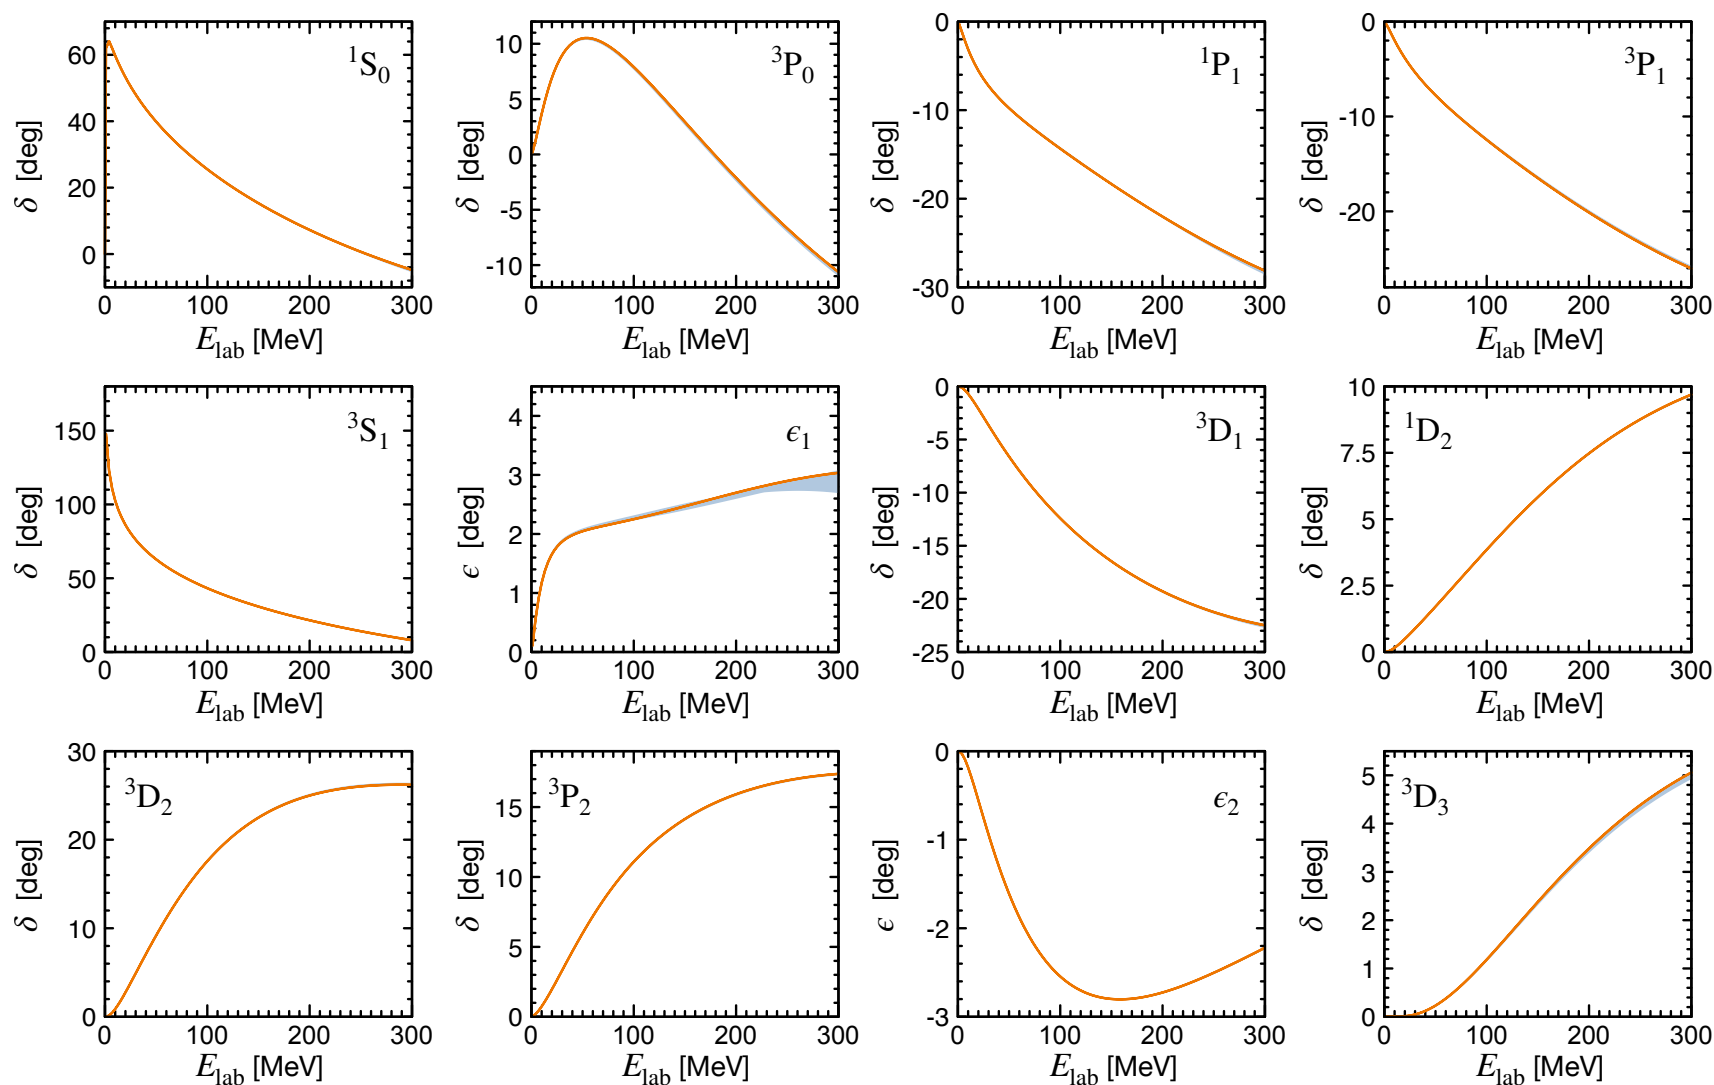 ¹S₀
δ [deg]
60
40
20
0
0 100 200 300
E_lab [MeV]
³P₀
δ [deg]
10
5
0
-5
-10
0 100 200 300
E_lab [MeV]
¹P₁
δ [deg]
0
-10
-20
-30
0 100 200 300
E_lab [MeV]
³P₁
δ [deg]
0
-10
-20
0 100 200 300
E_lab [MeV]
³S₁
δ [deg]
150
100
50
0
0 100 200 300
E_lab [MeV]
ϵ₁
ϵ [deg]
4
3
2
1
0
0 100 200 300
E_lab [MeV]
³D₁
δ [deg]
0
-5
-10
-15
-20
-25
0 100 200 300
E_lab [MeV]
¹D₂
δ [deg]
10
7.5
5
2.5
0
0 100 200 300
E_lab [MeV]
³D₂
δ [deg]
30
20
10
0
0 100 200 300
E_lab [MeV]
³P₂
δ [deg]
15
10
5
0
0 100 200 300
E_lab [MeV]
ϵ₂
ϵ [deg]
0
-1
-2
-3
0 100 200 300
E_lab [MeV]
³D₃
δ [deg]
5
4
3
2
1
0
0 100 200 300
E_lab [MeV]